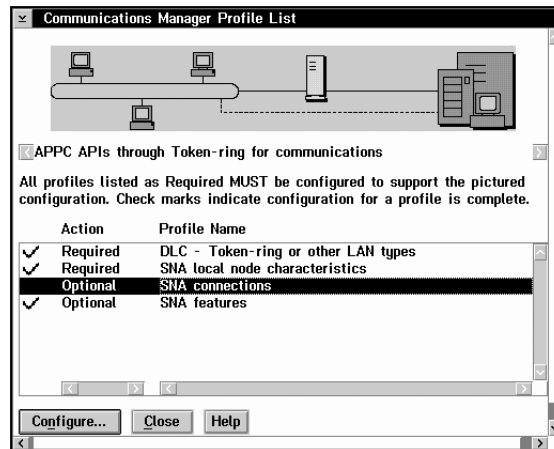 Communications Manager Profile List
APPC APIs through Token-ring for communications
All profiles listed as Required MUST be configured to support the pictured
configuration. Check marks indicate configuration for a profile is complete.
Action Profile Name
Required DLC - Token-ring or other LAN types
Required SNA local node characteristics
Optional SNA connections
Optional SNA features
Configure... Close Help